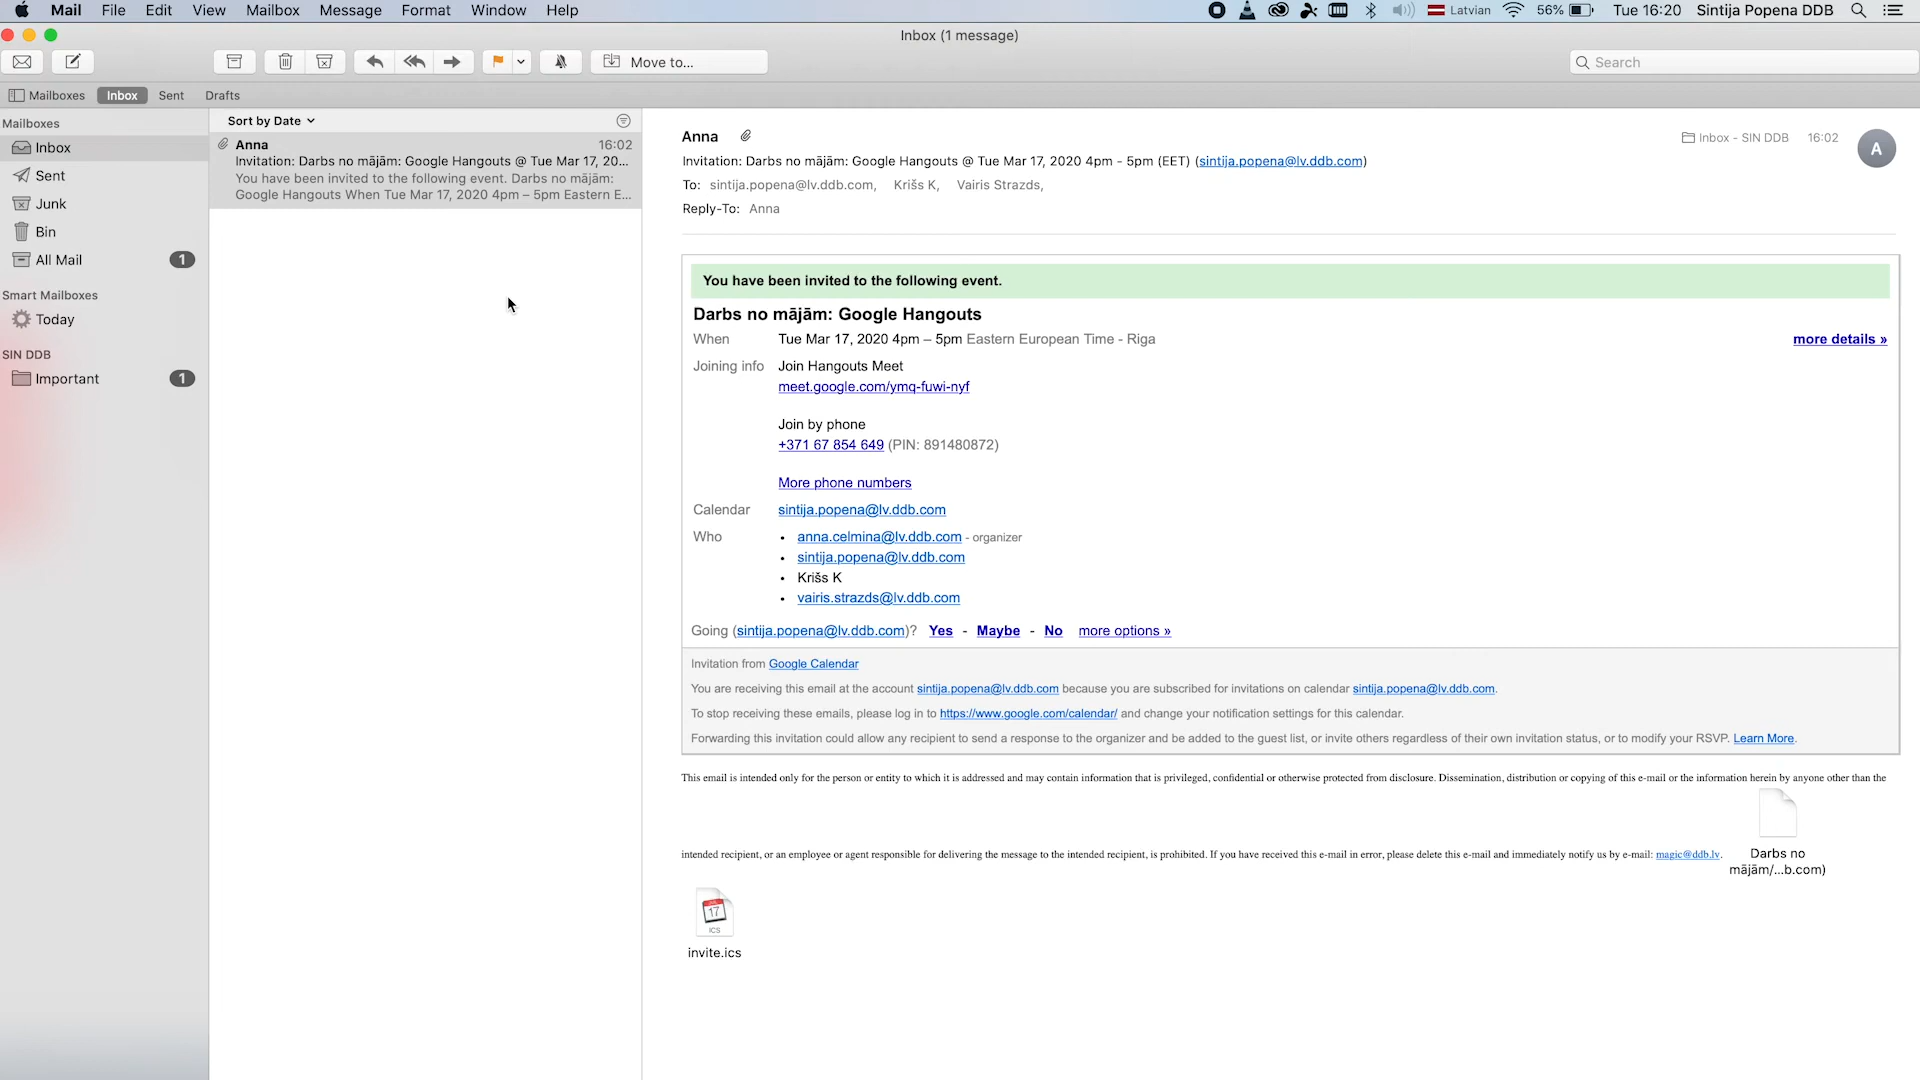 Mail File Edit View Mailbox Message Format Window Help Latvian 56% Tue 16:20 Sintija Popena DDB
Inbox (1 message)
Move to...
Search
Mailboxes Inbox Sent Drafts
Mailboxes
Inbox
Sent
Junk
Bin
All Mail 1
Smart Mailboxes
Today
SIN DDB
Important 1
Sort by Date
Anna 16:02
Invitation: Darbs no mājām: Google Hangouts @ Tue Mar 17, 20...
You have been invited to the following event. Darbs no mājām:
Google Hangouts When Tue Mar 17, 2020 4pm – 5pm Eastern E...
Anna
Inbox - SIN DDB 16:02
A
Invitation: Darbs no mājām: Google Hangouts @ Tue Mar 17, 2020 4pm - 5pm (EET) (sintija.popena@lv.ddb.com)
To: sintija.popena@lv.ddb.com, Krišs K, Vairis Strazds,
Reply-To: Anna
You have been invited to the following event.
Darbs no mājām: Google Hangouts
When Tue Mar 17, 2020 4pm – 5pm Eastern European Time - Riga
more details »
Joining info Join Hangouts Meet
meet.google.com/ymq-fuwi-nyf
Join by phone
+371 67 854 649 (PIN: 891480872)
More phone numbers
Calendar sintija.popena@lv.ddb.com
Who • anna.celmina@lv.ddb.com - organizer
• sintija.popena@lv.ddb.com
• Krišs K
• vairis.strazds@lv.ddb.com
Going (sintija.popena@lv.ddb.com)? Yes - Maybe - No more options »
Invitation from Google Calendar
You are receiving this email at the account sintija.popena@lv.ddb.com because you are subscribed for invitations on calendar sintija.popena@lv.ddb.com.
To stop receiving these emails, please log in to https://www.google.com/calendar/ and change your notification settings for this calendar.
Forwarding this invitation could allow any recipient to send a response to the organizer and be added to the guest list, or invite others regardless of their own invitation status, or to modify your RSVP. Learn More.
This email is intended only for the person or entity to which it is addressed and may contain information that is privileged, confidential or otherwise protected from disclosure. Dissemination, distribution or copying of this e-mail or the information herein by anyone other than the
intended recipient, or an employee or agent responsible for delivering the message to the intended recipient, is prohibited. If you have received this e-mail in error, please delete this e-mail and immediately notify us by e-mail: magic@ddb.lv.
Darbs no
mājām/...b.com)
17
ICS
invite.ics